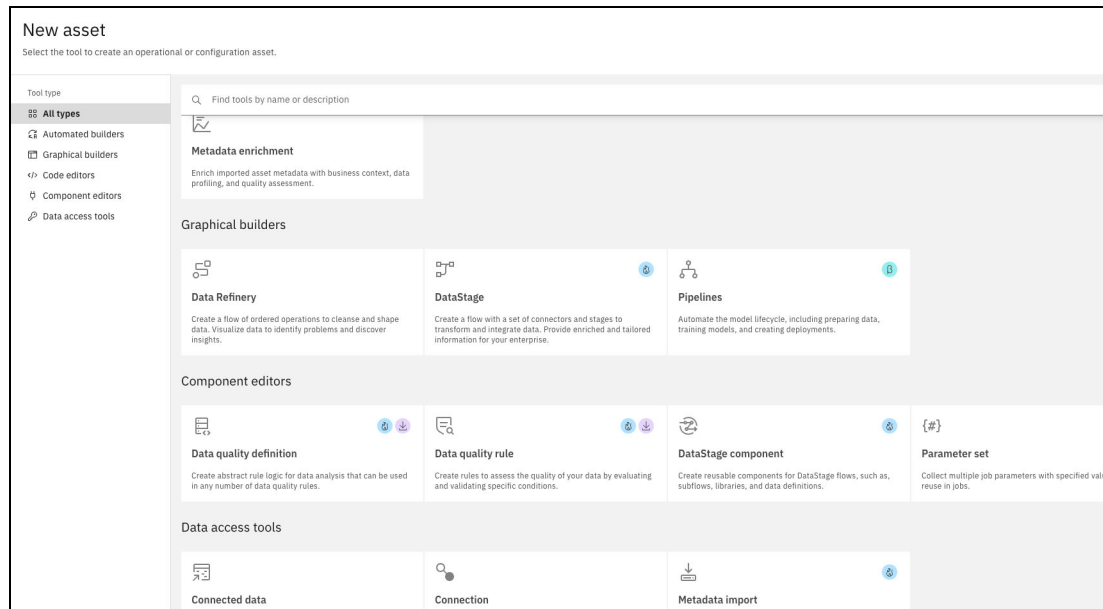 New asset
Select the tool to create an operational or configuration asset.
Tool type
All types
Automated builders
Graphical builders
Code editors
Component editors
Data access tools
Find tools by name or description
Metadata enrichment
Enrich imported asset metadata with business context, data
profiling, and quality assessment.
Graphical builders
Data Refinery
Create a flow of ordered operations to cleanse and shape
data. Visualize data to identify problems and discover
insights.
DataStage
Create a flow with a set of connectors and stages to
transform and integrate data. Provide enriched and tailored
information for your enterprise.
β
Pipelines
Automate the model lifecycle, including preparing data,
training models, and creating deployments.
Component editors
Data quality definition
Create abstract rule logic for data analysis that can be used
in any number of data quality rules.
Data quality rule
Create rules to assess the quality of your data by evaluating
and validating specific conditions.
DataStage component
Create reusable components for DataStage flows, such as,
subflows, libraries, and data definitions.
{#}
Parameter set
Collect multiple job parameters with specified val
reuse in jobs.
Data access tools
Connected data
Connection
Metadata import